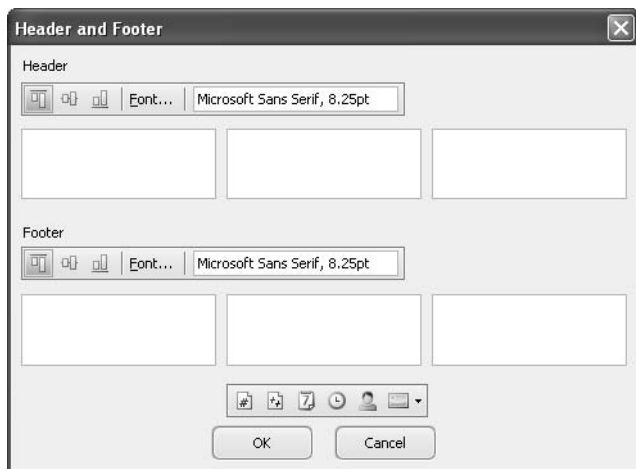 Header and Footer
Header
Font... Microsoft Sans Serif, 8.25pt
Footer
Font... Microsoft Sans Serif, 8.25pt
OK Cancel